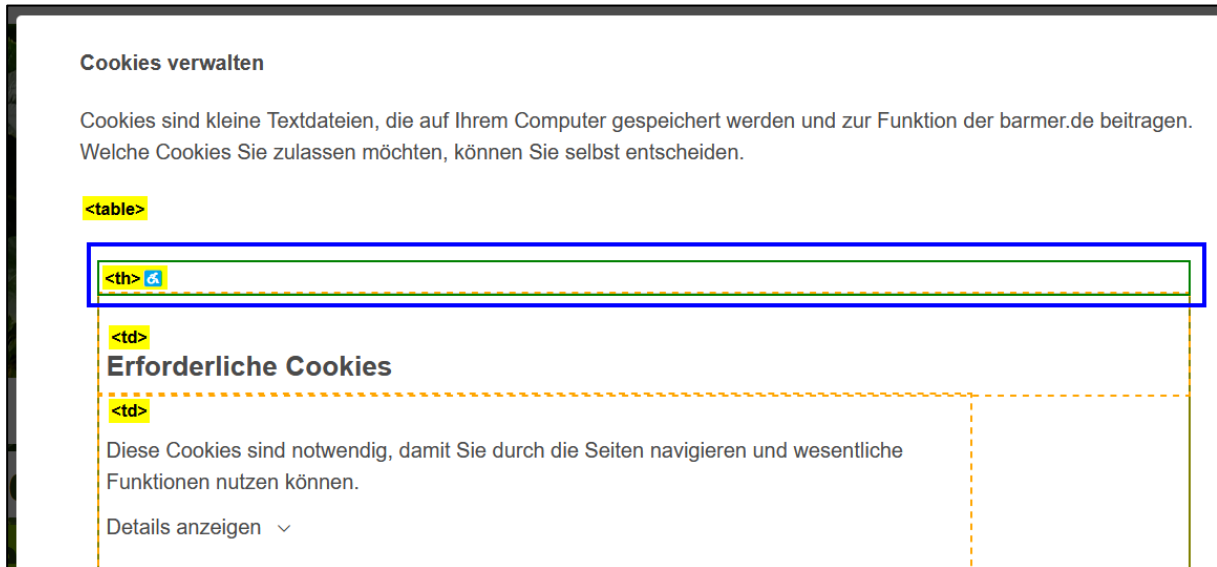 Cookies verwalten
Cookies sind kleine Textdateien, die auf Ihrem Computer gespeichert werden und zur Funktion der barmer.de beitragen.
Welche Cookies Sie zulassen möchten, können Sie selbst entscheiden.
<table>
<th>
<td>
Erforderliche Cookies
<td>
Diese Cookies sind notwendig, damit Sie durch die Seiten navigieren und wesentliche
Funktionen nutzen können.
Details anzeigen